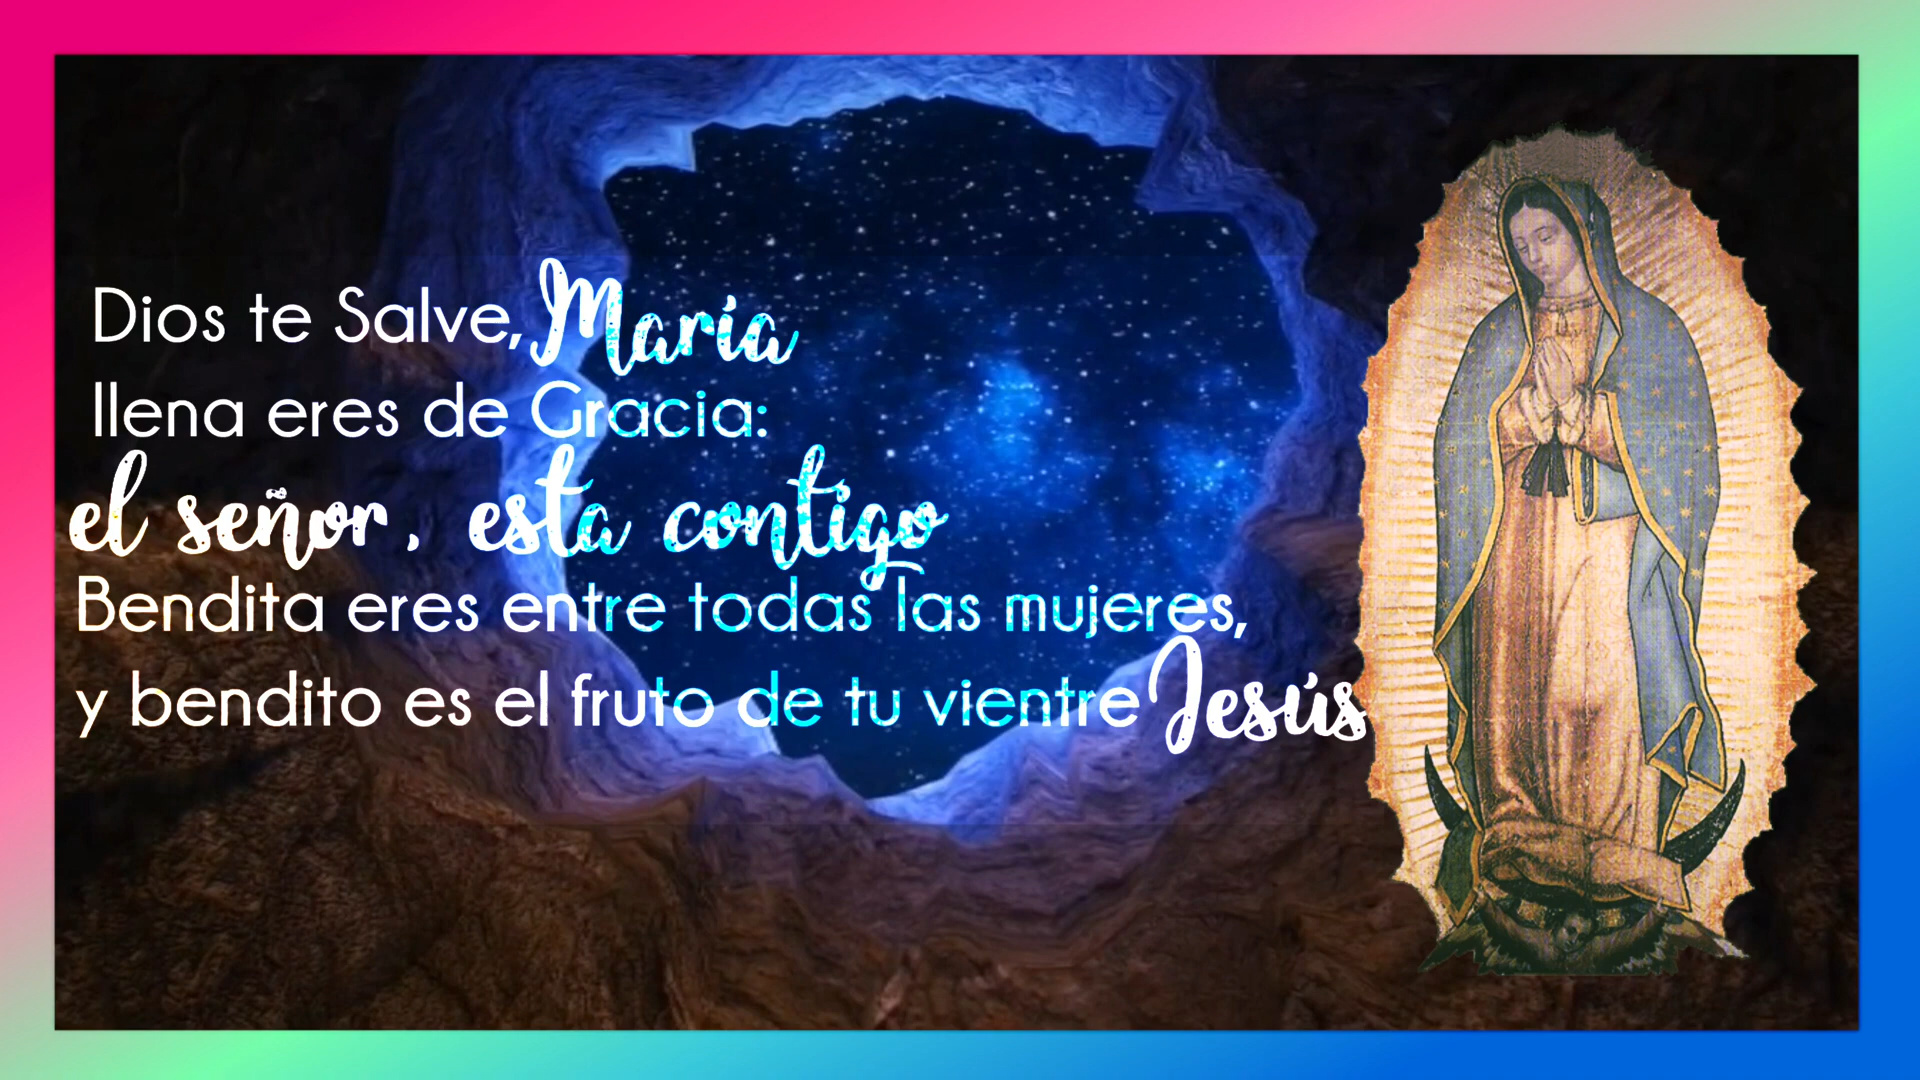 Dios te Salve, María
llena eres de Gracia:
el señor, esta contigo
Bendita eres entre todas las mujeres,
y bendito es el fruto de tu vientre Jesús